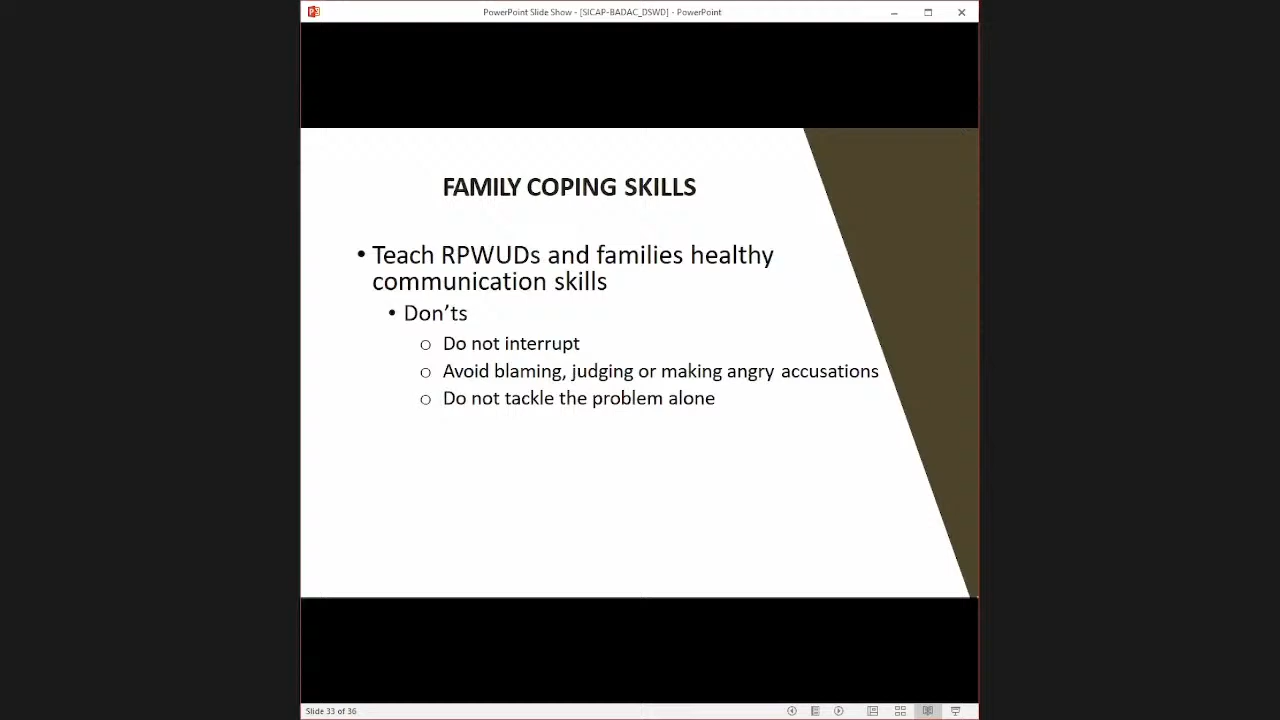 PowerPoint Slide Show - [SICAP-BADAC_DSWD] - PowerPoint
FAMILY COPING SKILLS
• Teach RPWUDs and families healthy
communication skills
• Don’ts
o Do not interrupt
o Avoid blaming, judging or making angry accusations
o Do not tackle the problem alone
Slide 33 of 36